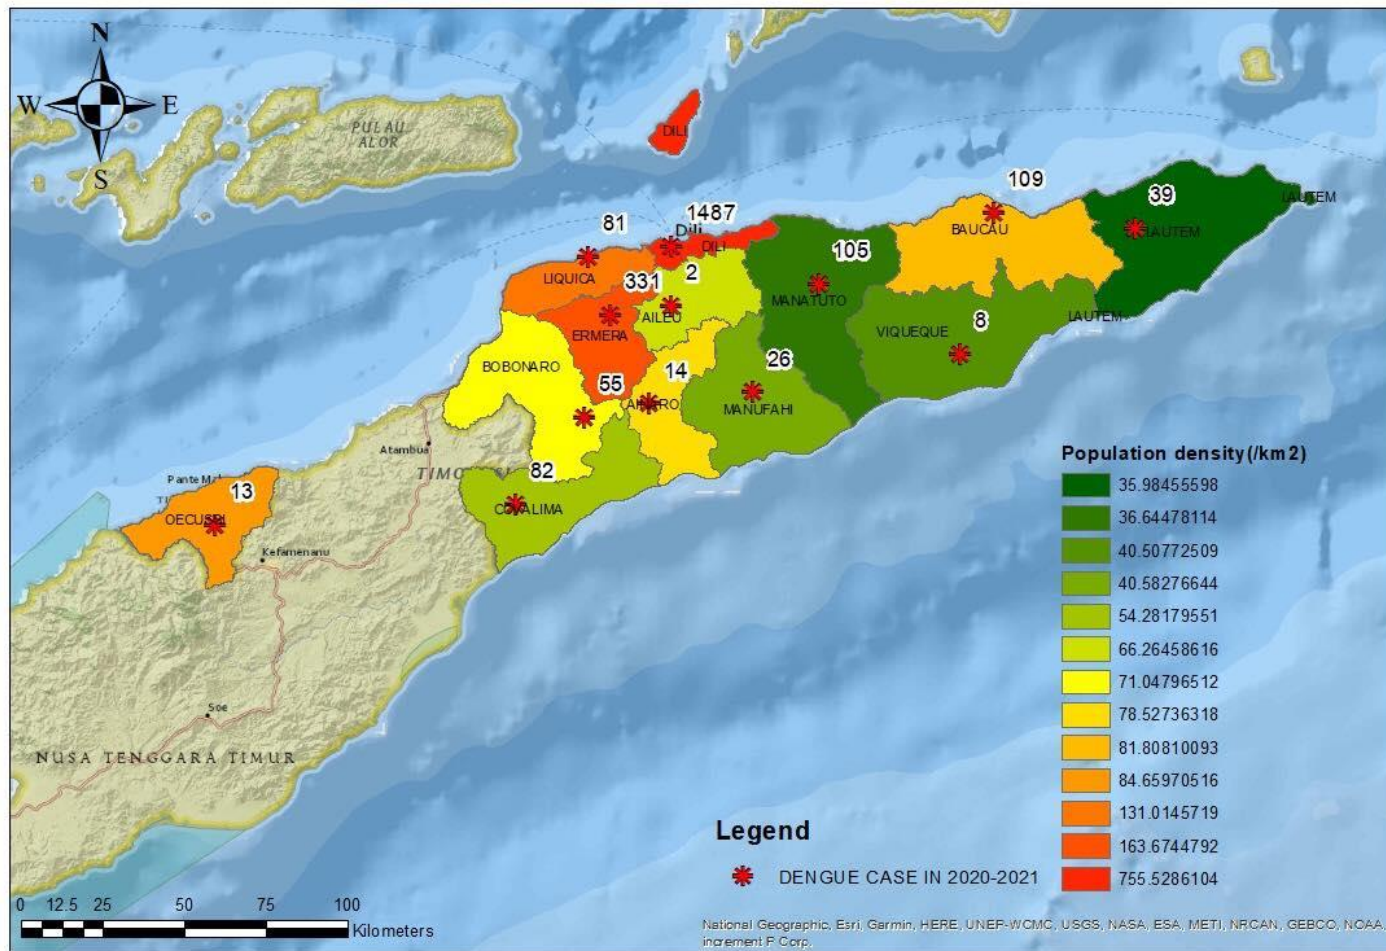 N
W E
S
PULAU
ALOR
DILI
109
39
LAUTEM
LAUTEM
81
1487
Dili
DILI
BAUCAU
LIQUICA
331
2
105
MANATUTO
AILEU
ERMERA
VIQUEQUE
8
LAUTEM
BOBONARO
55
14
26
MANUFAHI
Atambua
82
13
OECUSSI
Kefamenanu
Soe
NUSA TENGGARA TIMUR
Population density(/km2)
35.98455598
36.64478114
40.50772509
40.58276644
54.28179551
66.26458616
71.04796512
78.52736318
81.80810093
84.65970516
131.0145719
163.6744792
755.5286104
Legend
DENGUE CASE IN 2020-2021
0 12.5 25 50 75 100
Kilometers
National Geographic, Esri, Garmin, HERE, UNEP-WCMC, USGS, NASA, ESA, METI, NRCAN, GEBCO, NOAA,
increment P Corp.